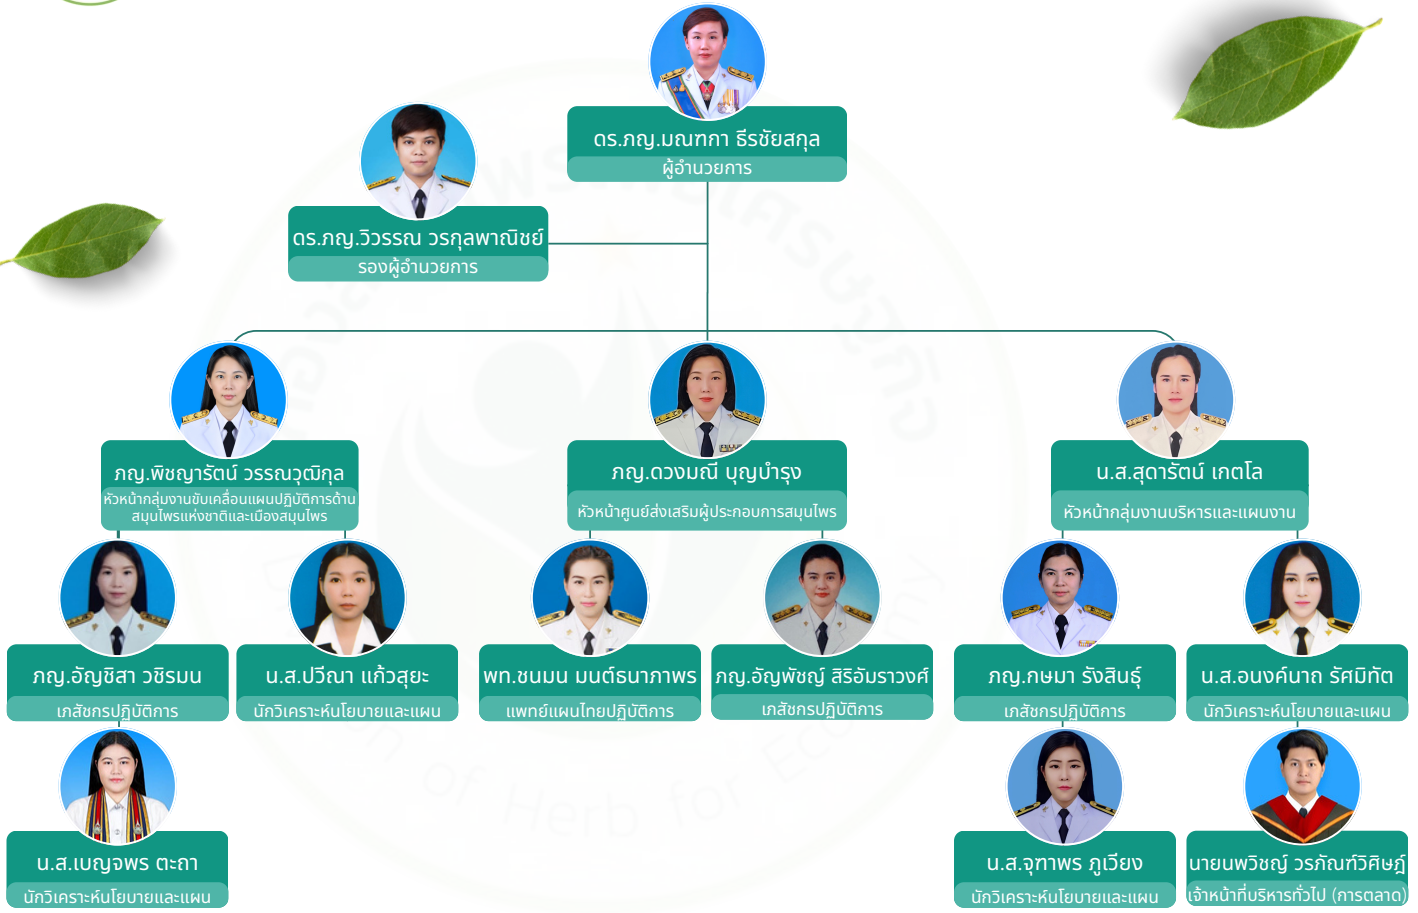 ดร.ภญ.มณฑกา ธีรชัยสกุล
ผู้อำนวยการ
ดร.ภญ.วิวรรณ วรกุลพาณิชย์
รองผู้อำนวยการ
ภญ.พิชญารัตน์ วรรณวุฒิกุล
หัวหน้ากลุ่มงานขับเคลื่อนแผนปฏิบัติการด้าน
สมุนไพรแห่งชาติและเมืองสมุนไพร
ภญ.ดวงมณี บุญบำรุง
หัวหน้าศูนย์ส่งเสริมผู้ประกอบการสมุนไพร
น.ส.สุดารัตน์ เกตโล
หัวหน้ากลุ่มงานบริหารและแผนงาน
ภญ.อัญชิสา วชิรมน
เภสัชกรปฏิบัติการ
น.ส.ปวีณา แก้วสุยะ
นักวิเคราะห์นโยบายและแผน
พท.ชนมน มนต์ธนาภาพร
แพทย์แผนไทยปฏิบัติการ
ภญ.อัญพัชญ์ สิริอัมราวงศ์
เภสัชกรปฏิบัติการ
ภญ.กษมา รังสินธุ์
เภสัชกรปฏิบัติการ
น.ส.อนงค์นาถ รัศมิทัต
นักวิเคราะห์นโยบายและแผน
น.ส.เบญจพร ตะถา
นักวิเคราะห์นโยบายและแผน
น.ส.จุฑาพร ภูเวียง
นักวิเคราะห์นโยบายและแผน
นายนพวิชญ์ วรภัณฑ์วิศิษฎ์
เจ้าหน้าที่บริหารทั่วไป (การตลาด)
of Herb for